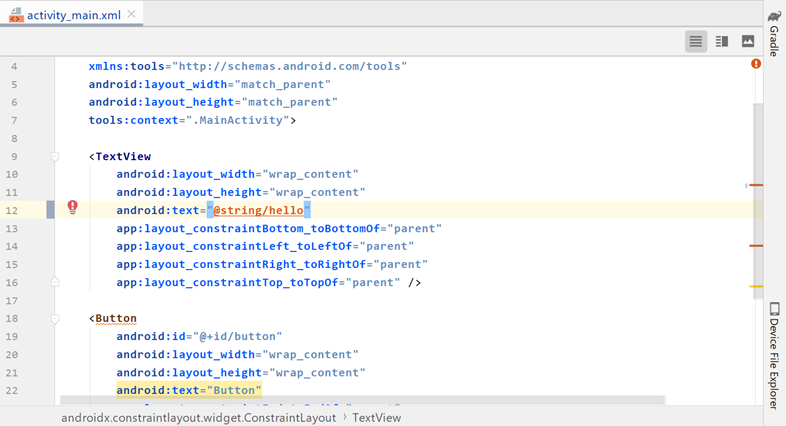 activity_main.xml
Gradle
4 xmlns:tools="http://schemas.android.com/tools"
5 android:layout_width="match_parent"
6 android:layout_height="match_parent"
7 tools:context=".MainActivity">
8
9 <TextView
10 android:layout_width="wrap_content"
11 android:layout_height="wrap_content"
12 android:text="@string/hello"
13 app:layout_constraintBottom_toBottomOf="parent"
14 app:layout_constraintLeft_toLeftOf="parent"
15 app:layout_constraintRight_toRightOf="parent"
16 app:layout_constraintTop_toTopOf="parent" />
17
18 <Button
19 android:id="@+id/button"
20 android:layout_width="wrap_content"
21 android:layout_height="wrap_content"
22 android:text="Button"
Device File Explorer
androidx.constraintlayout.widget.ConstraintLayout › TextView